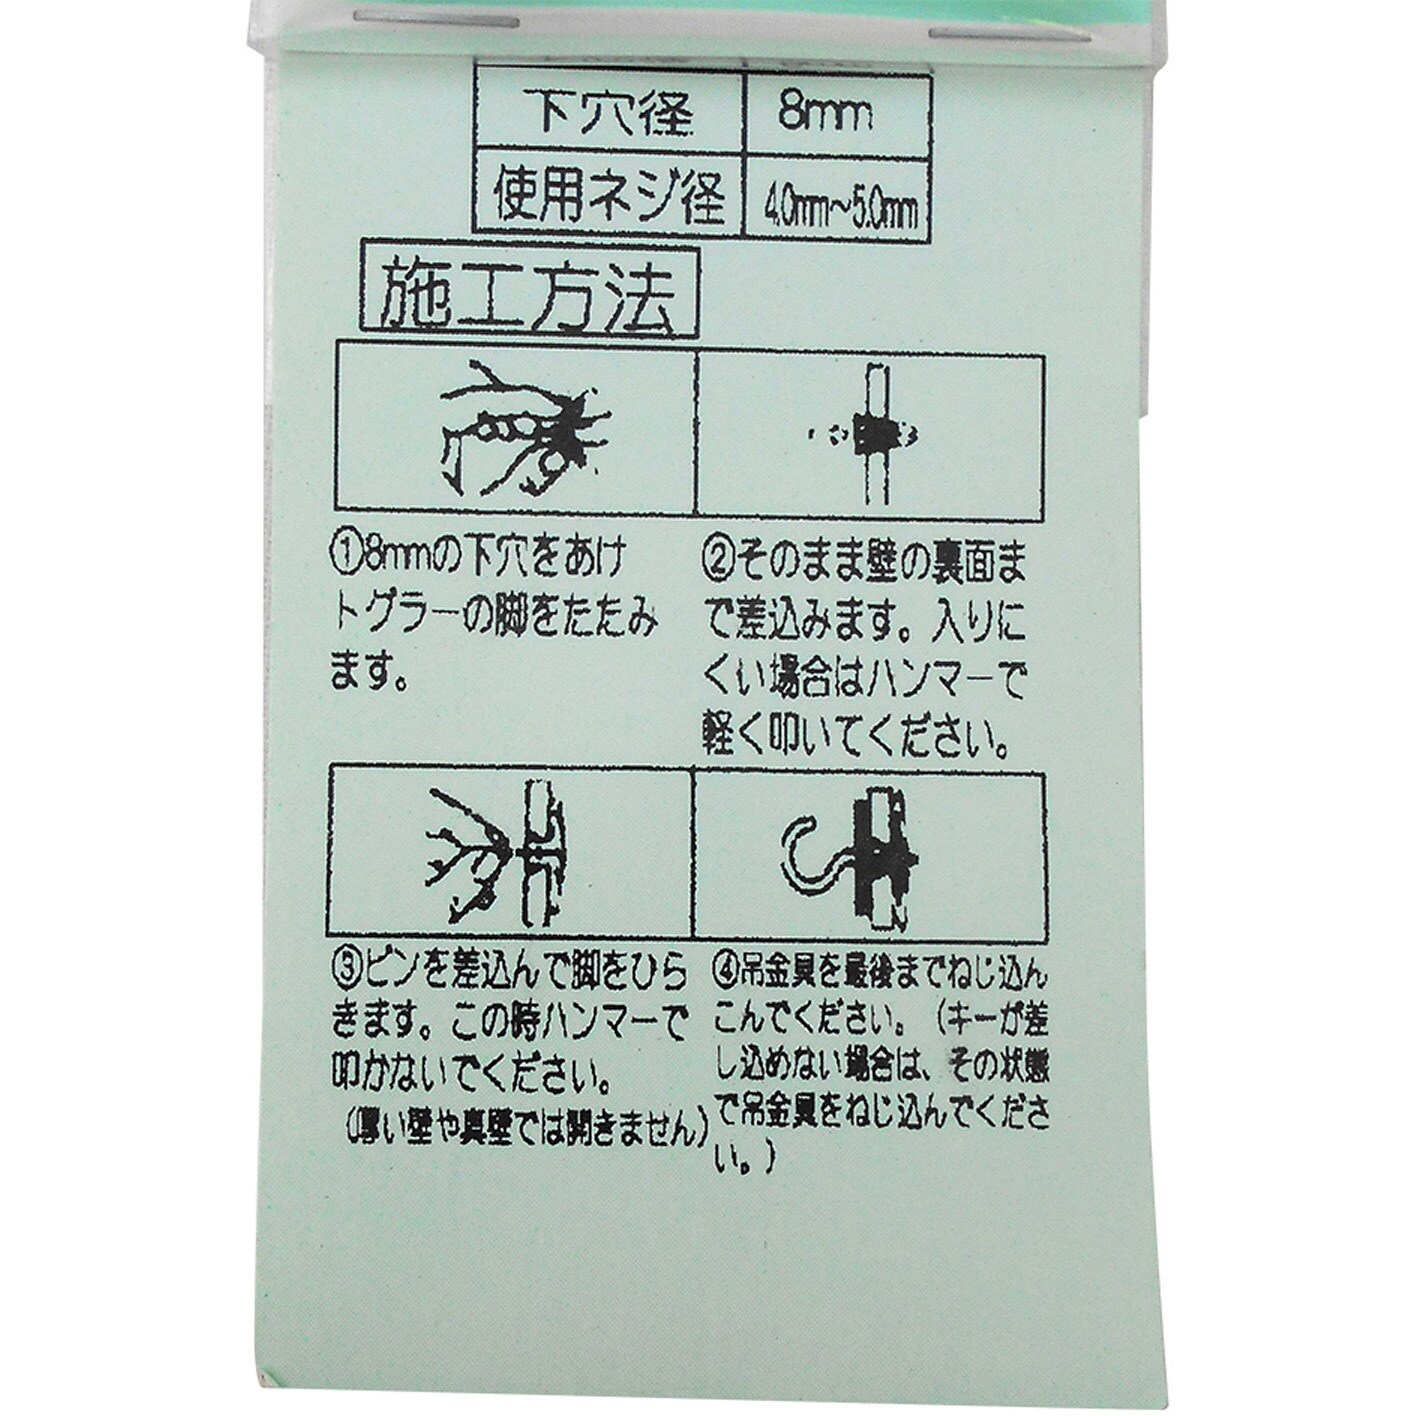 下穴径 8mm
使用ネジ径 4.0mm~5.0mm
施工方法
①8mmの下穴をあけ
トグラーの脚をたたみ
ます。
②そのまま壁の裏面ま
で差込みます。入りに
くい場合はハンマーで
軽く叩いてください。
③ピンを差込んで脚をひら
きます。この時ハンマーで
叩かないでください。
(厚い壁や真壁では開きません)
④吊金具を最後までねじ込ん
こんでください。(キーが差
し込めない場合は、その状態
で吊金具をねじ込んでくださ
い。)